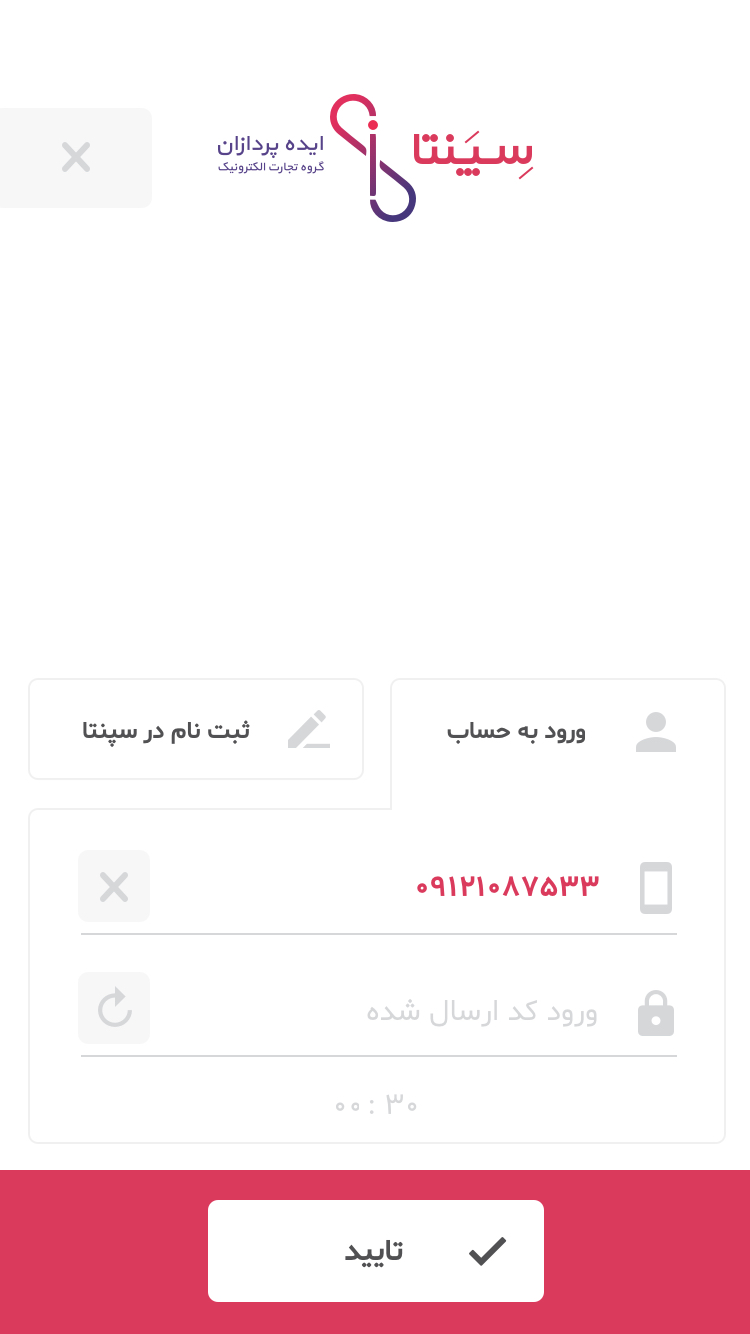 سِپَنتا
ایده پردازان
گروه تجارت الکترونیک
ورود به حساب
ثبت نام در سپنتا
۰۹۱۲۱۰۸۷۵۳۳
ورود کد ارسال شده
۰۰ : ۳۰
تایید